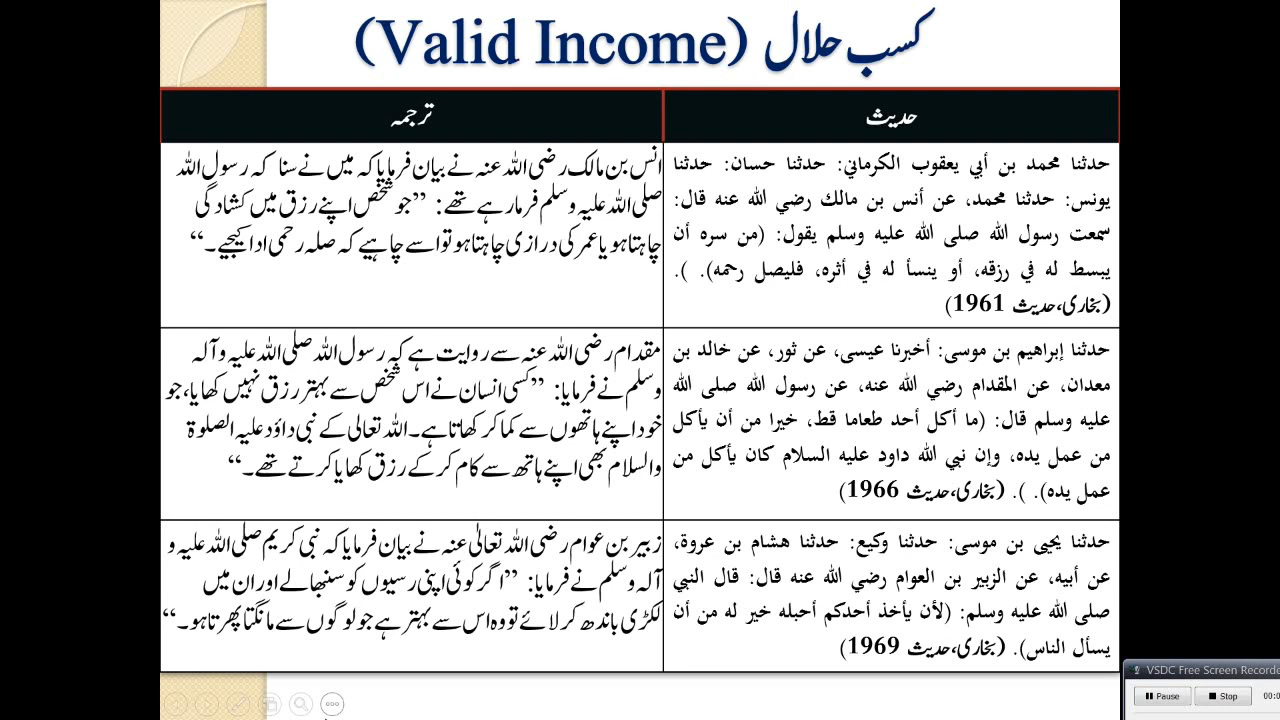 کسب حلال (Valid Income)
حدیث
ترجمہ
حدثنا محمد بن أبي يعقوب الكرماني: حدثنا حسان: حدثنا
يونس: حدثنا محمد، عن أنس بن مالك رضي الله عنه قال:
سمعت رسول الله صلى الله عليه وسلم يقول: (من سره أن
يبسط له في رزقه، أو ينسأ له في أثره، فليصل رحمه). ).
(بخاری،حدیث 1961)
انس بن مالک رضی اللہ عنہ نے بیان فرمایا کہ میں نے سنا کہ رسول اللہ
صلی اللہ علیہ وسلم فرما رہے تھے: ”جو شخص اپنے رزق میں کشادگی
چاہتا ہو یا عمر کی درازی چاہتا ہو تو اسے چاہیے کہ صلہ رحمی ادا کیجیے۔“
حدثنا إبراهيم بن موسى: أخبرنا عيسى، عن ثور، عن خالد بن
معدان، عن المقدام رضي الله عنه، عن رسول الله صلى الله
عليه وسلم قال: (ما أكل أحد طعاما قط، خيرا من أن يأكل
من عمل يده، وإن نبي الله داود عليه السلام كان يأكل من
عمل يده). ). (بخاری،حدیث 1966)
مقدام رضی اللہ عنہ سے روایت ہے کہ رسول اللہ صلی اللہ علیہ وآلہ
وسلم نے فرمایا: ”کسی انسان نے اس شخص سے بہتر رزق نہیں کھایا، جو
خود اپنے ہاتھوں سے کما کر کھاتا ہے۔ اللہ تعالی کے نبی داؤد علیہ الصلوۃ
والسلام بھی اپنے ہاتھ سے کام کر کے رزق کھایا کرتے تھے۔“
حدثنا يحيى بن موسى: حدثنا وكيع: حدثنا هشام بن عروة،
عن أبيه، عن الزبير بن العوام رضي الله عنه قال: قال النبي
صلى الله عليه وسلم: (لأن يأخذ أحدكم أحبله خير له من أن
يسأل الناس). (بخاری،حدیث 1969)
زبیر بن عوام رضی اللہ تعالیٰ عنہ نے بیان فرمایا کہ نبی کریم صلی اللہ علیہ و
آلہ وسلم نے فرمایا: ”اگر کوئی اپنی رسیوں کو سنبھالے اور ان میں
لکڑی باندھ کر لائے تو وہ اس سے بہتر ہے جو لوگوں سے مانگتا پھرتا ہو۔“
VSDC Free Screen Recorde
Pause Stop 00:0